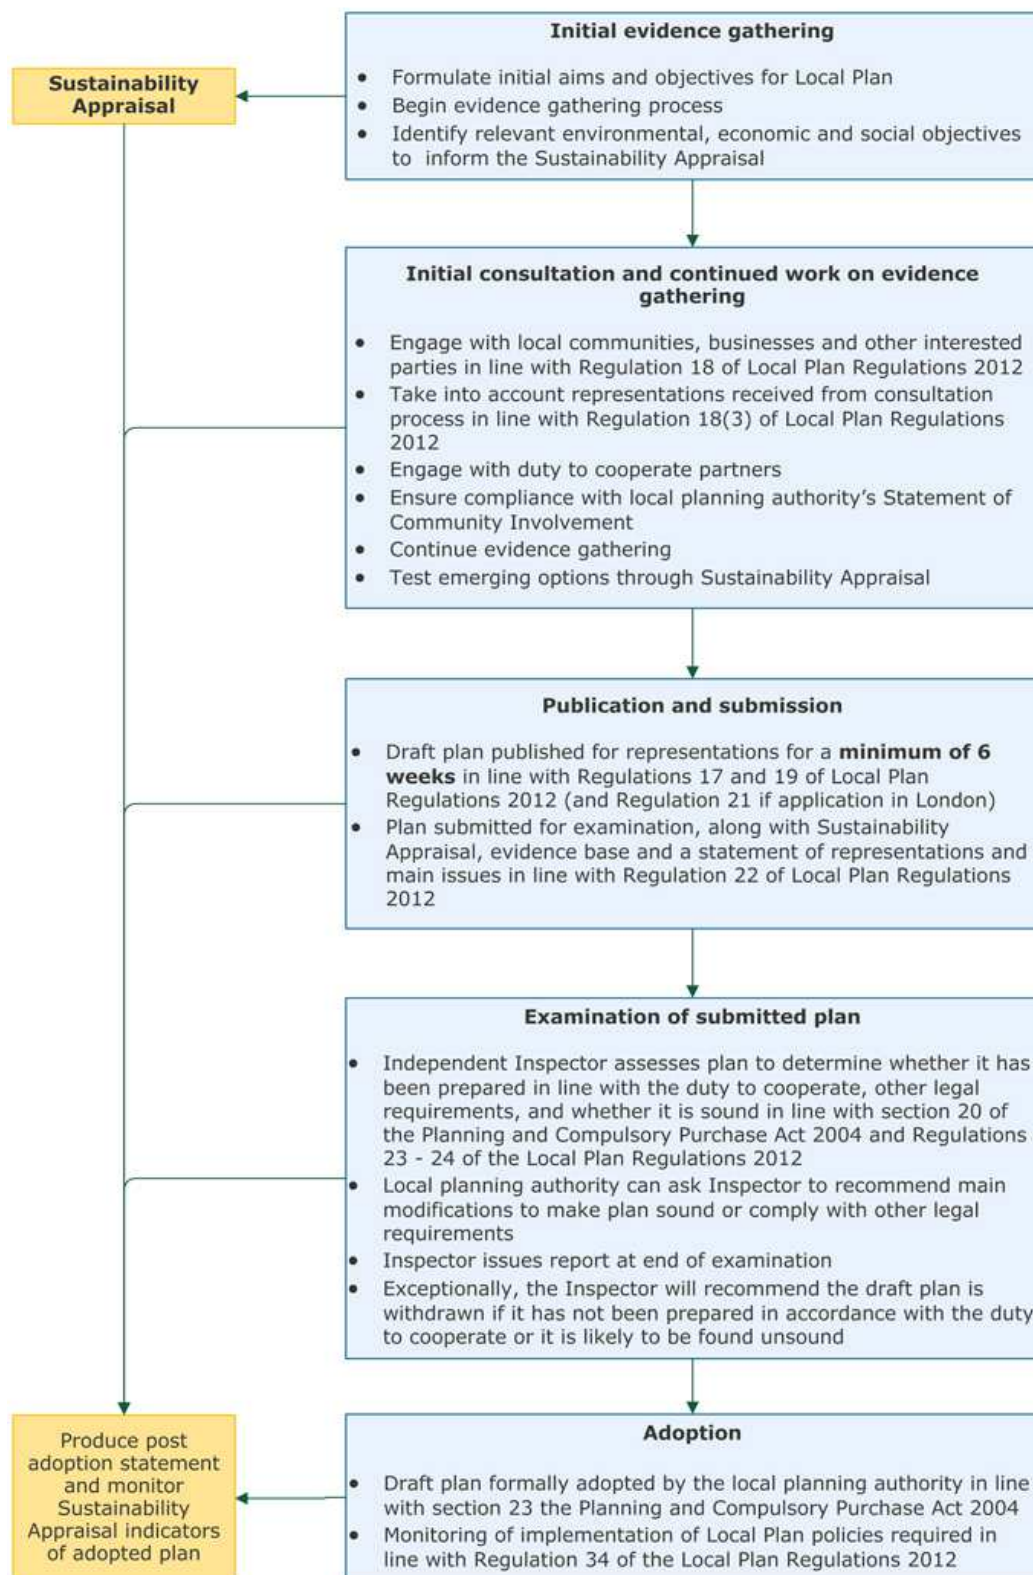 Initial evidence gathering
• Formulate initial aims and objectives for Local Plan
• Begin evidence gathering process
• Identify relevant environmental, economic and social objectives
to inform the Sustainability Appraisal
Sustainability
Appraisal
Initial consultation and continued work on evidence
gathering
• Engage with local communities, businesses and other interested
parties in line with Regulation 18 of Local Plan Regulations 2012
• Take into account representations received from consultation
process in line with Regulation 18(3) of Local Plan Regulations
2012
• Engage with duty to cooperate partners
• Ensure compliance with local planning authority's Statement of
Community Involvement
• Continue evidence gathering
• Test emerging options through Sustainability Appraisal
Publication and submission
• Draft plan published for representations for a minimum of 6
weeks in line with Regulations 17 and 19 of Local Plan
Regulations 2012 (and Regulation 21 if application in London)
• Plan submitted for examination, along with Sustainability
Appraisal, evidence base and a statement of representations and
main issues in line with Regulation 22 of Local Plan Regulations
2012
Examination of submitted plan
• Independent Inspector assesses plan to determine whether it has
been prepared in line with the duty to cooperate, other legal
requirements, and whether it is sound in line with section 20 of
the Planning and Compulsory Purchase Act 2004 and Regulations
23 - 24 of the Local Plan Regulations 2012
• Local planning authority can ask Inspector to recommend main
modifications to make plan sound or comply with other legal
requirements
• Inspector issues report at end of examination
• Exceptionally, the Inspector will recommend the draft plan is
withdrawn if it has not been prepared in accordance with the duty
to cooperate or it is likely to be found unsound
Adoption
• Draft plan formally adopted by the local planning authority in line
with section 23 the Planning and Compulsory Purchase Act 2004
• Monitoring of implementation of Local Plan policies required in
line with Regulation 34 of the Local Plan Regulations 2012
Produce post
adoption statement
and monitor
Sustainability
Appraisal indicators
of adopted plan